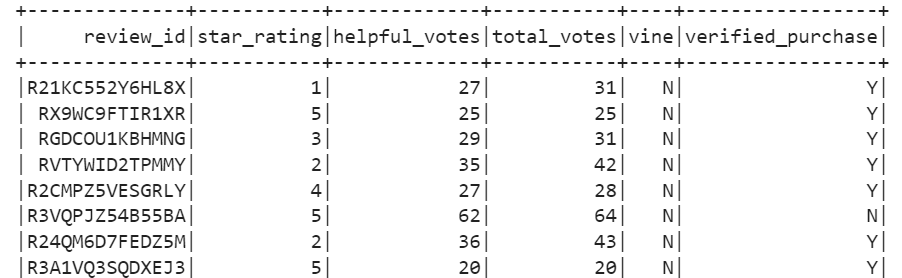 +--------------+-----------+-------------+-----------+----+-----------------+
|     review_id|star_rating|helpful_votes|total_votes|vine|verified_purchase|
+--------------+-----------+-------------+-----------+----+-----------------+
|R21KC552Y6HL8X|          1|           27|         31|   N|                Y|
| RX9WC9FTIR1XR|          5|           25|         25|   N|                Y|
| RGDCOU1KBHMNG|          3|           29|         31|   N|                Y|
| RVTYWID2TPMMY|          2|           35|         42|   N|                Y|
|R2CMPZ5VESGRLY|          4|           27|         28|   N|                Y|
|R3VQPJZ54B55BA|          5|           62|         64|   N|                N|
|R24QM6D7FEDZ5M|          2|           36|         43|   N|                Y|
|R3A1VQ3SQDXEJ3|          5|           20|         20|   N|                Y|